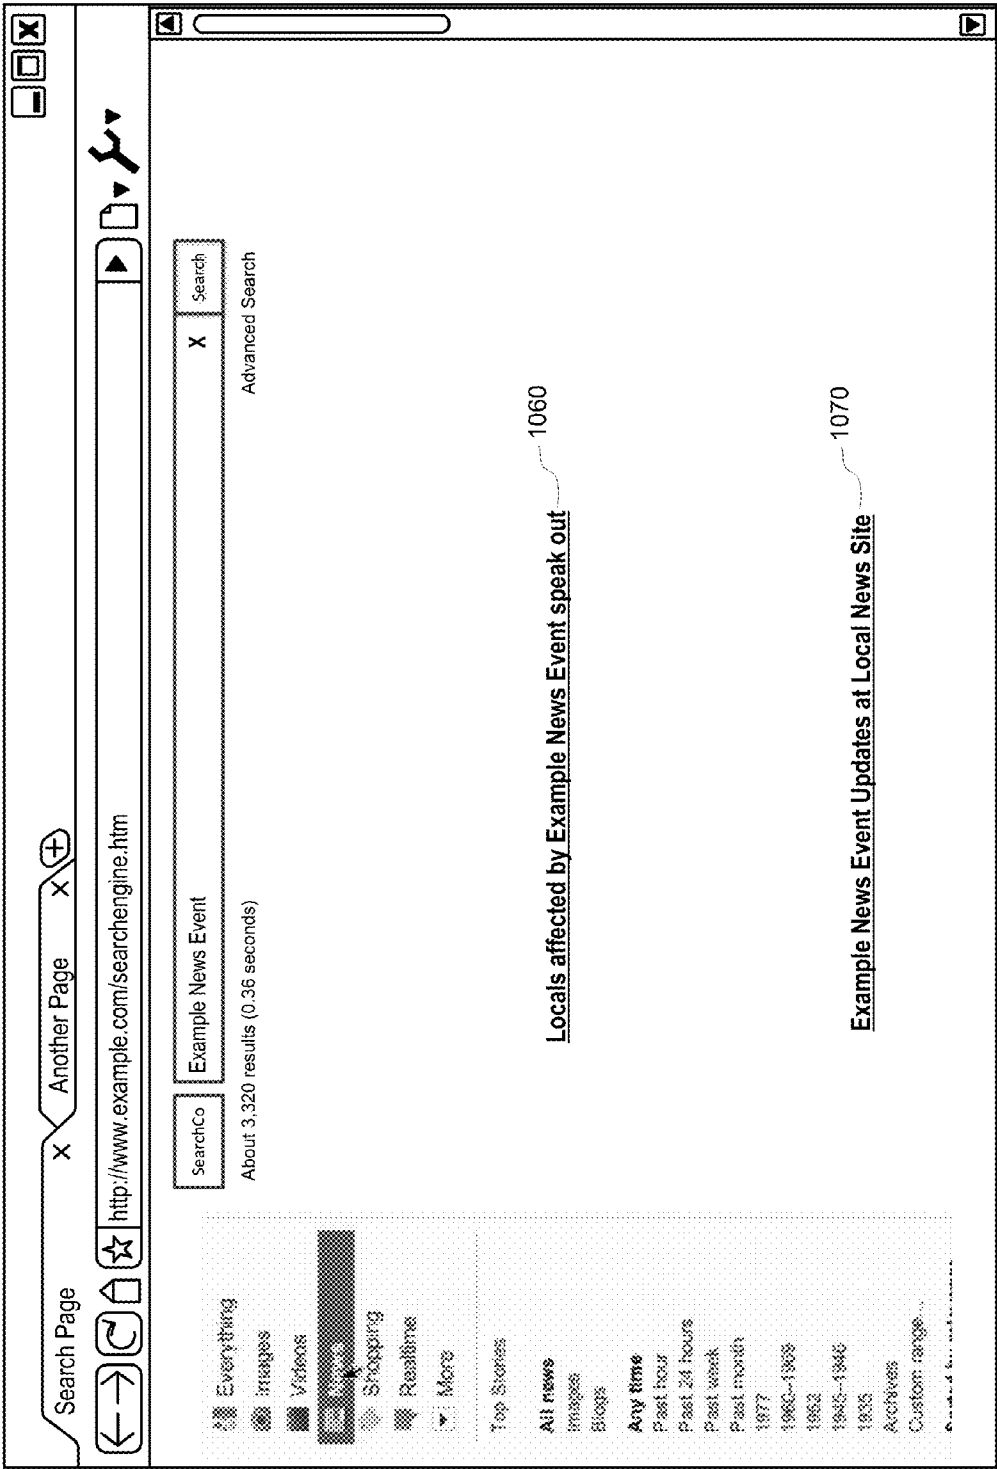 Search Page X
Another Page X
http://www.example.com/searchengine.htm
SearchCo
Example News Event X
Search
About 3,320 results (0.36 seconds)
Advanced Search
Everything
Images
Videos
Shopping
Realtime
More
Top Stories
All news
Images
Blogs
Any time
Past hour
Past 24 hours
Past week
Past month
1977
1952
1935
Archives
Custom range...
Locals affected by Example News Event speak out
1060
Example News Event Updates at Local News Site
1070